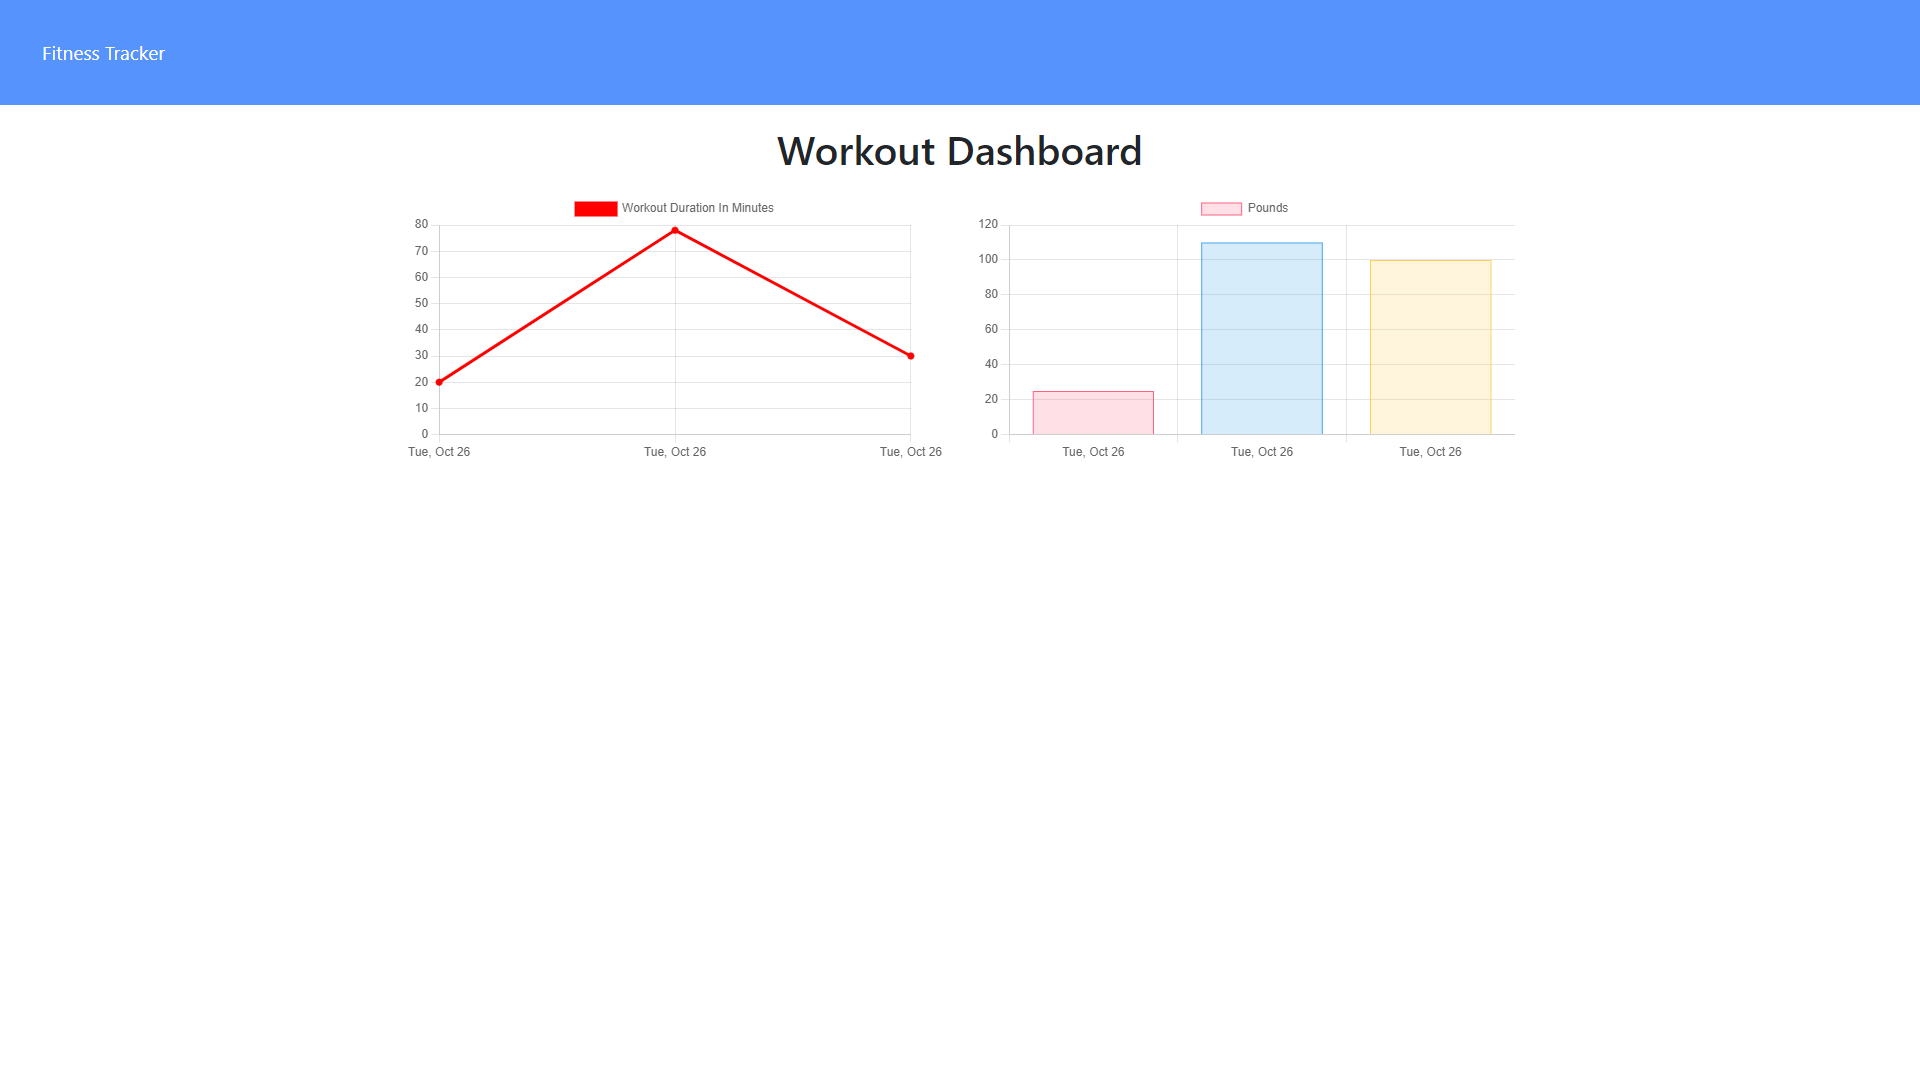 Fitness Tracker
Workout Dashboard
Workout Duration In Minutes
80
70
60
50
40
30
20
10
0
Tue, Oct 26 Tue, Oct 26 Tue, Oct 26
Pounds
120
100
80
60
40
20
0
Tue, Oct 26 Tue, Oct 26 Tue, Oct 26